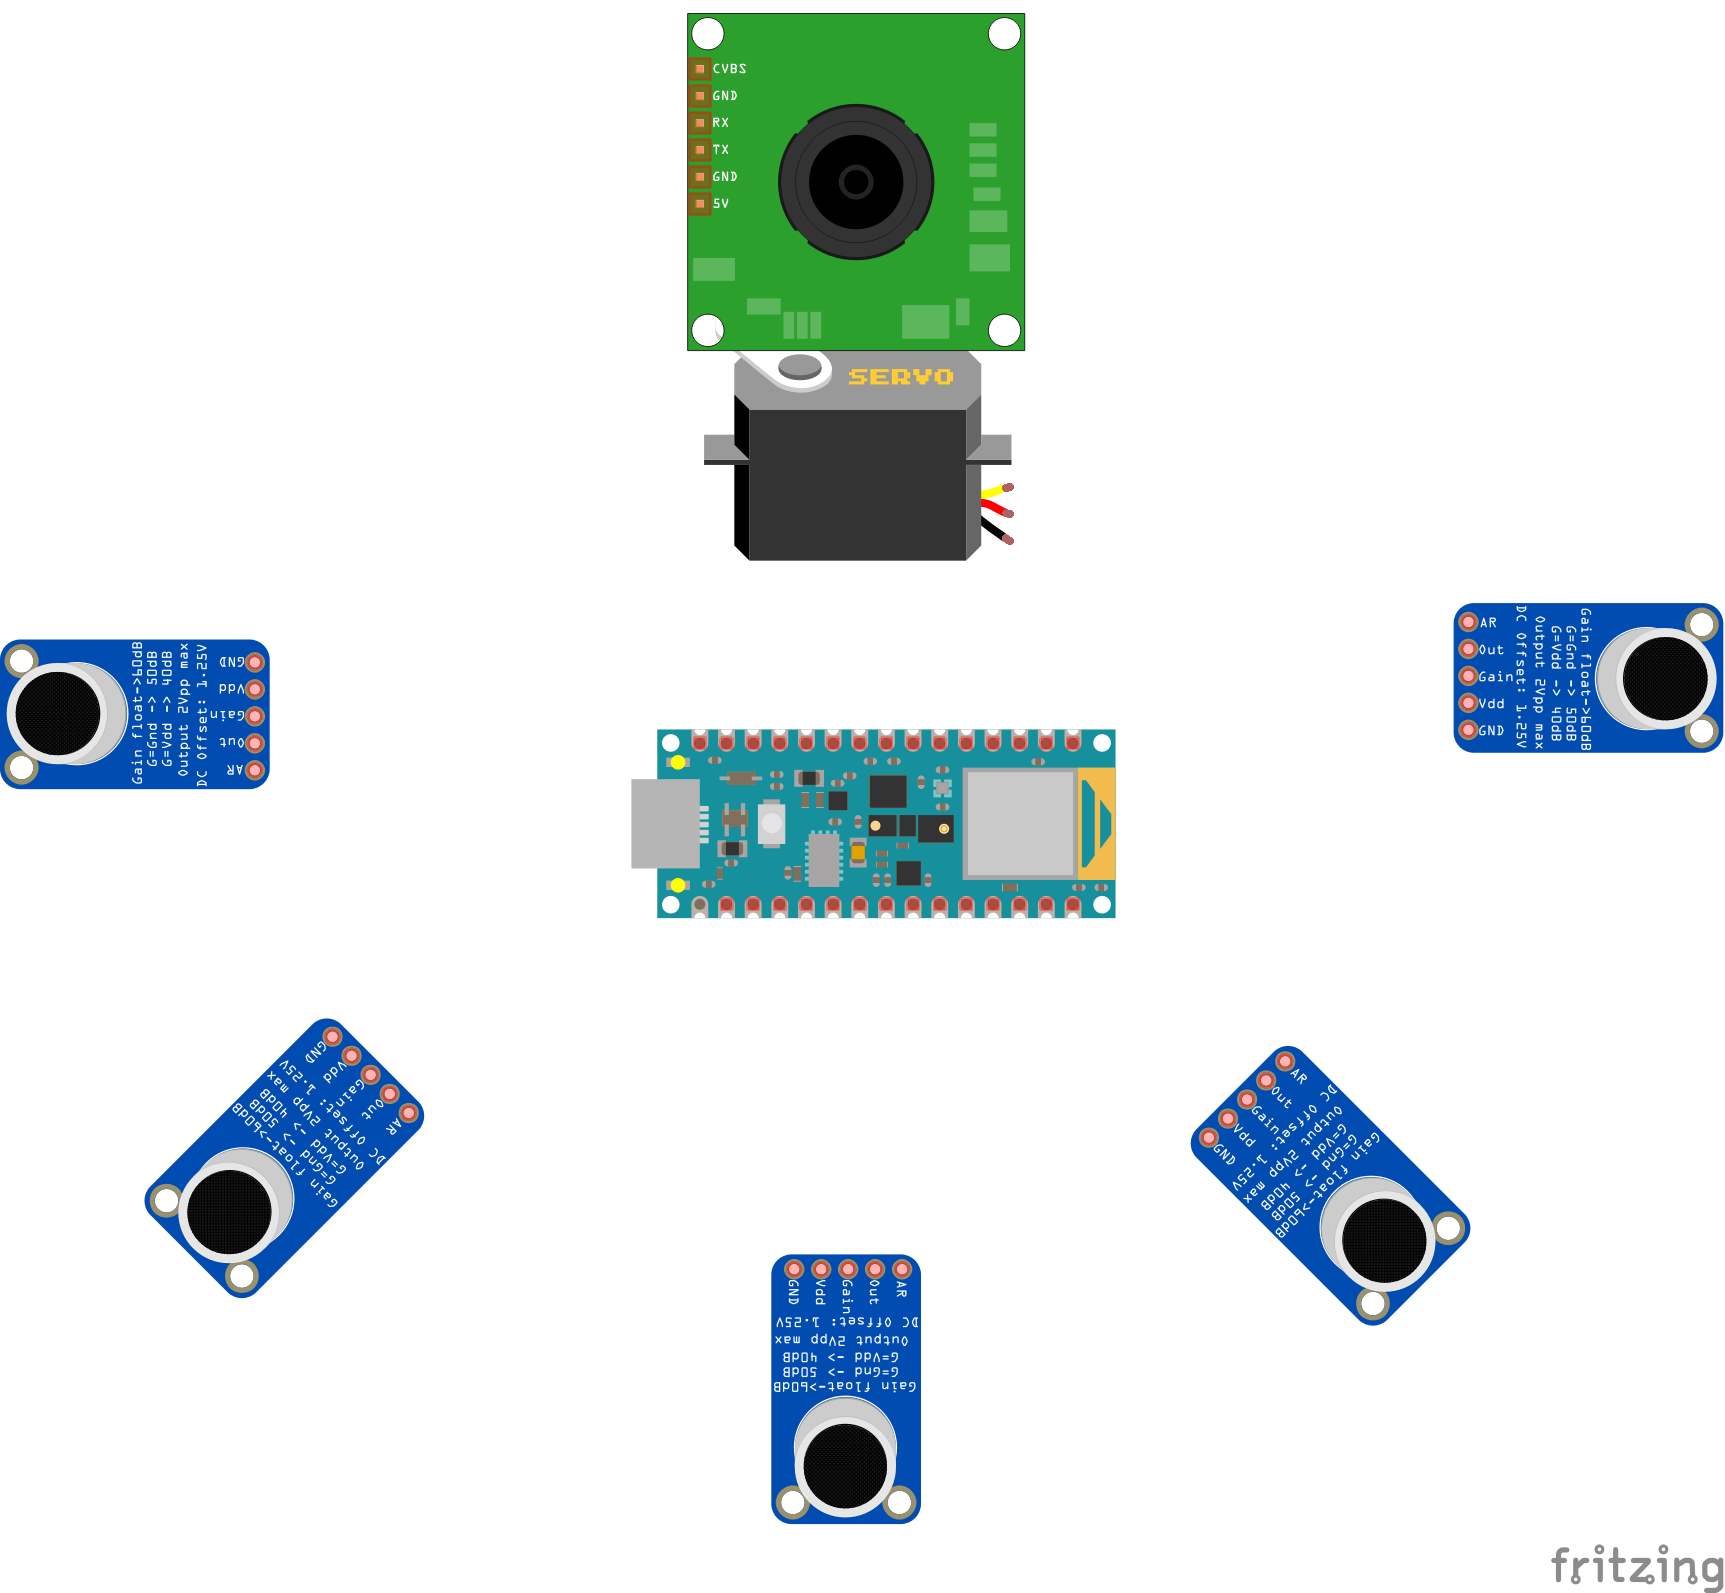 CVBS
GND
RX
TX
GND
5V
SERVO
GND
Vdd
Gain
Out
AR
DC Offset: 1.25V
Output 2Vpp max
G=Vdd -> 40dB
G=Gnd -> 50dB
Gain float->60dB
AR
Out
Gain
Vdd
GND
DC Offset: 1.25V
Output 2Vpp max
G=Vdd -> 40dB
G=Gnd -> 50dB
Gain float->60dB
GND
Vdd
Gain
Out
AR
DC Offset: 1.25V
Output 2Vpp max
G=Vdd -> 40dB
G=Gnd -> 50dB
Gain float->60dB
AR
Out
Gain
Vdd
GND
DC Offset: 1.25V
Output 2Vpp max
G=Vdd -> 40dB
G=Gnd -> 50dB
Gain float->60dB
GND
Vdd
Gain
Out
AR
DC Offset: 1.25V
Output 2Vpp max
G=Vdd -> 40dB
G=Gnd -> 50dB
Gain float->60dB
fritzing